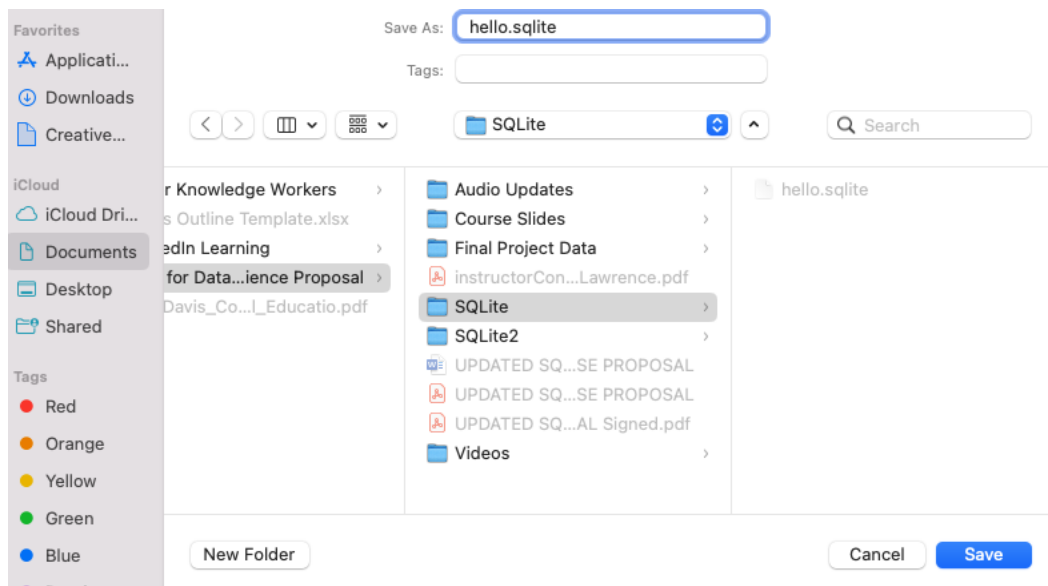 Favorites
Applicati...
Downloads
Creative...
iCloud
iCloud Dri...
Documents
Desktop
Shared
Tags
Red
Orange
Yellow
Green
Blue
Save As: hello.sqlite
Tags:
SQLite
Search
r Knowledge Workers
s Outline Template.xlsx
edIn Learning
for Data...ience Proposal
Davis_Co...l_Educatio.pdf
Audio Updates
Course Slides
Final Project Data
instructorCon...Lawrence.pdf
SQLite
SQLite2
UPDATED SQ...SE PROPOSAL
UPDATED SQ...SE PROPOSAL
UPDATED SQ...AL Signed.pdf
Videos
hello.sqlite
New Folder
Cancel
Save